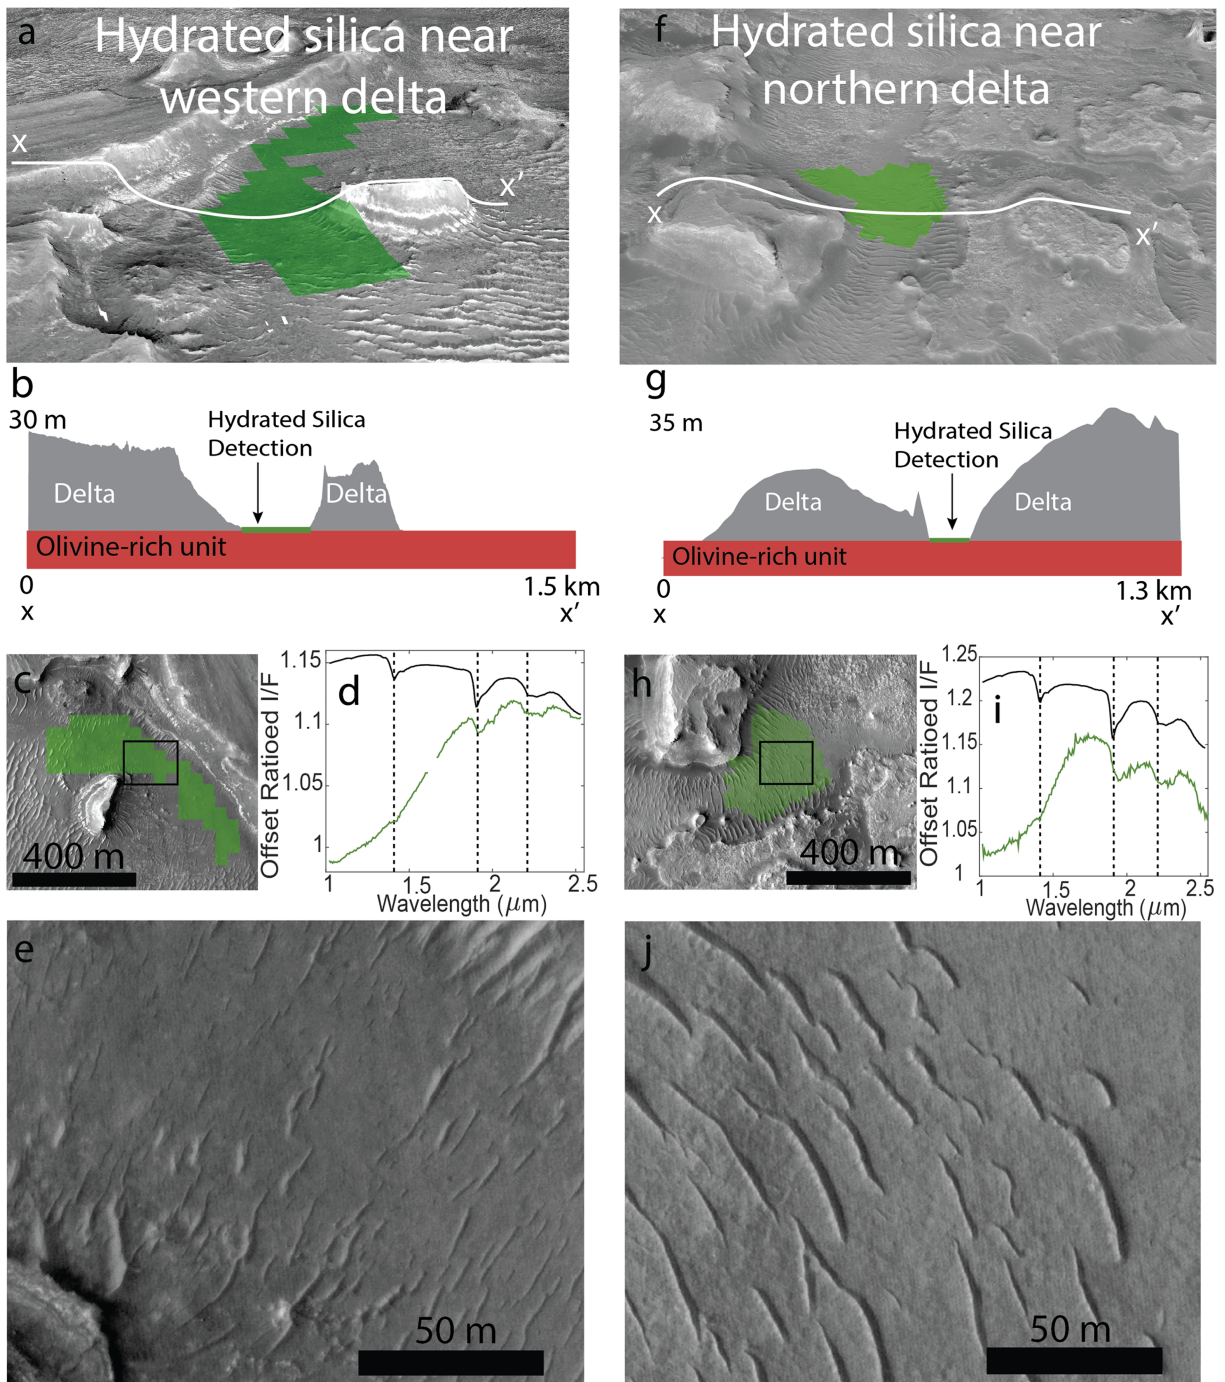 a
Hydrated silica near
western delta
x
x’
f
Hydrated silica near
northern delta
x
x’
b
30 m
Hydrated Silica
Detection
Delta
Delta
Olivine-rich unit
0
1.5 km
x
x’
g
35 m
Hydrated Silica
Detection
Delta
Delta
Olivine-rich unit
0
1.3 km
x
x’
c
400 m
d
Offset Ratioed I/F
1.15
1.1
1.05
1
1
1.5
2
2.5
Wavelength (μm)
h
400 m
i
Offset Ratioed I/F
1.25
1.2
1.15
1.1
1.05
1
1
1.5
2
2.5
Wavelength (μm)
e
50 m
j
50 m